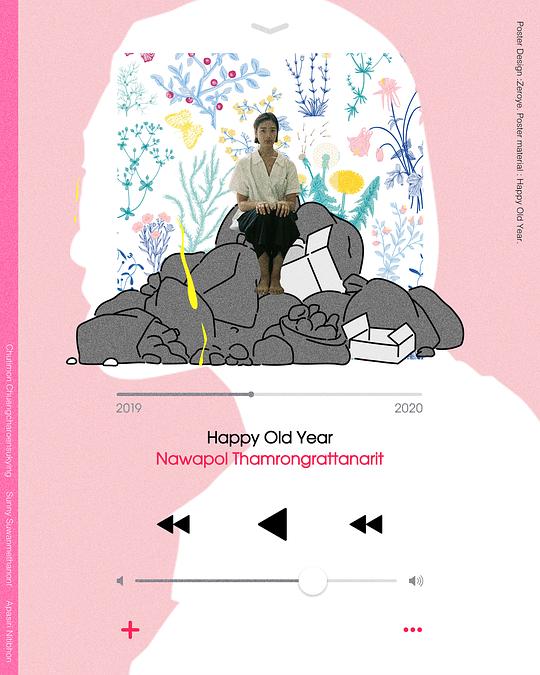 Poster Design :Zeroye. Poster material : Happy Old Year.
2019
2020
Happy Old Year
Nawapol Thamrongrattanarit
Chutimon Chuengcharoensukying
Sunny Suwanmethanont
Apasiri Nitibhon